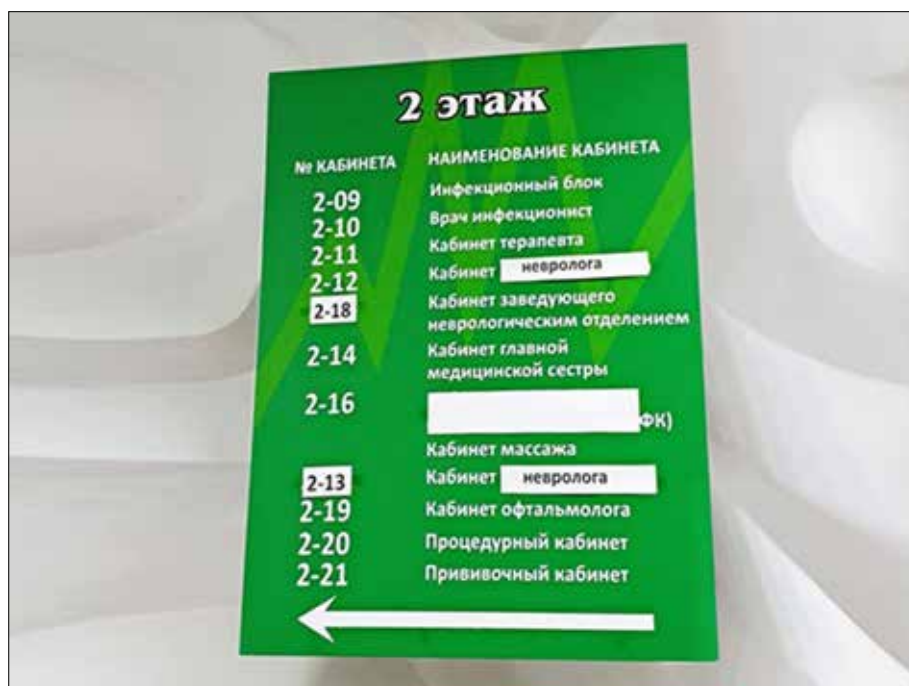 2 этаж
№ КАБИНЕТА НАИМЕНОВАНИЕ КАБИНЕТА
2-09 Инфекционный блок
2-10 Врач инфекционист
2-11 Кабинет терапевта
2-12 Кабинет невролога
2-18 Кабинет заведующего
неврологическим отделением
2-14 Кабинет главной
медицинской сестры
2-16 ФК)
Кабинет массажа
2-13 Кабинет невролога
2-19 Кабинет офтальмолога
2-20 Процедурный кабинет
2-21 Прививочный кабинет